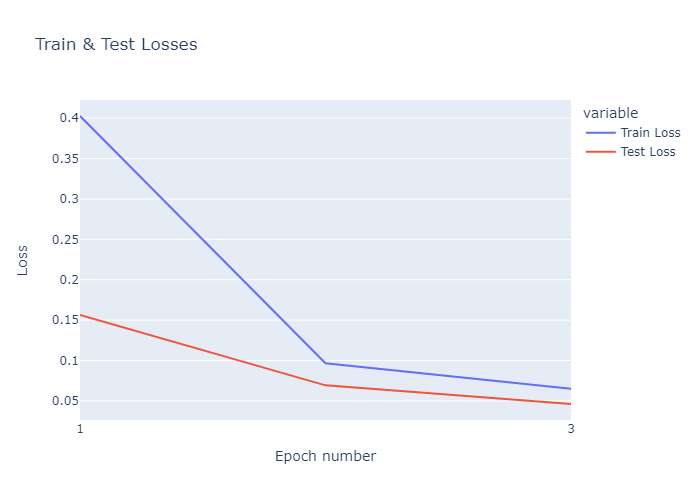 Train & Test Losses
variable
Train Loss
Test Loss
Loss
0.4
0.35
0.3
0.25
0.2
0.15
0.1
0.05
1
3
Epoch number